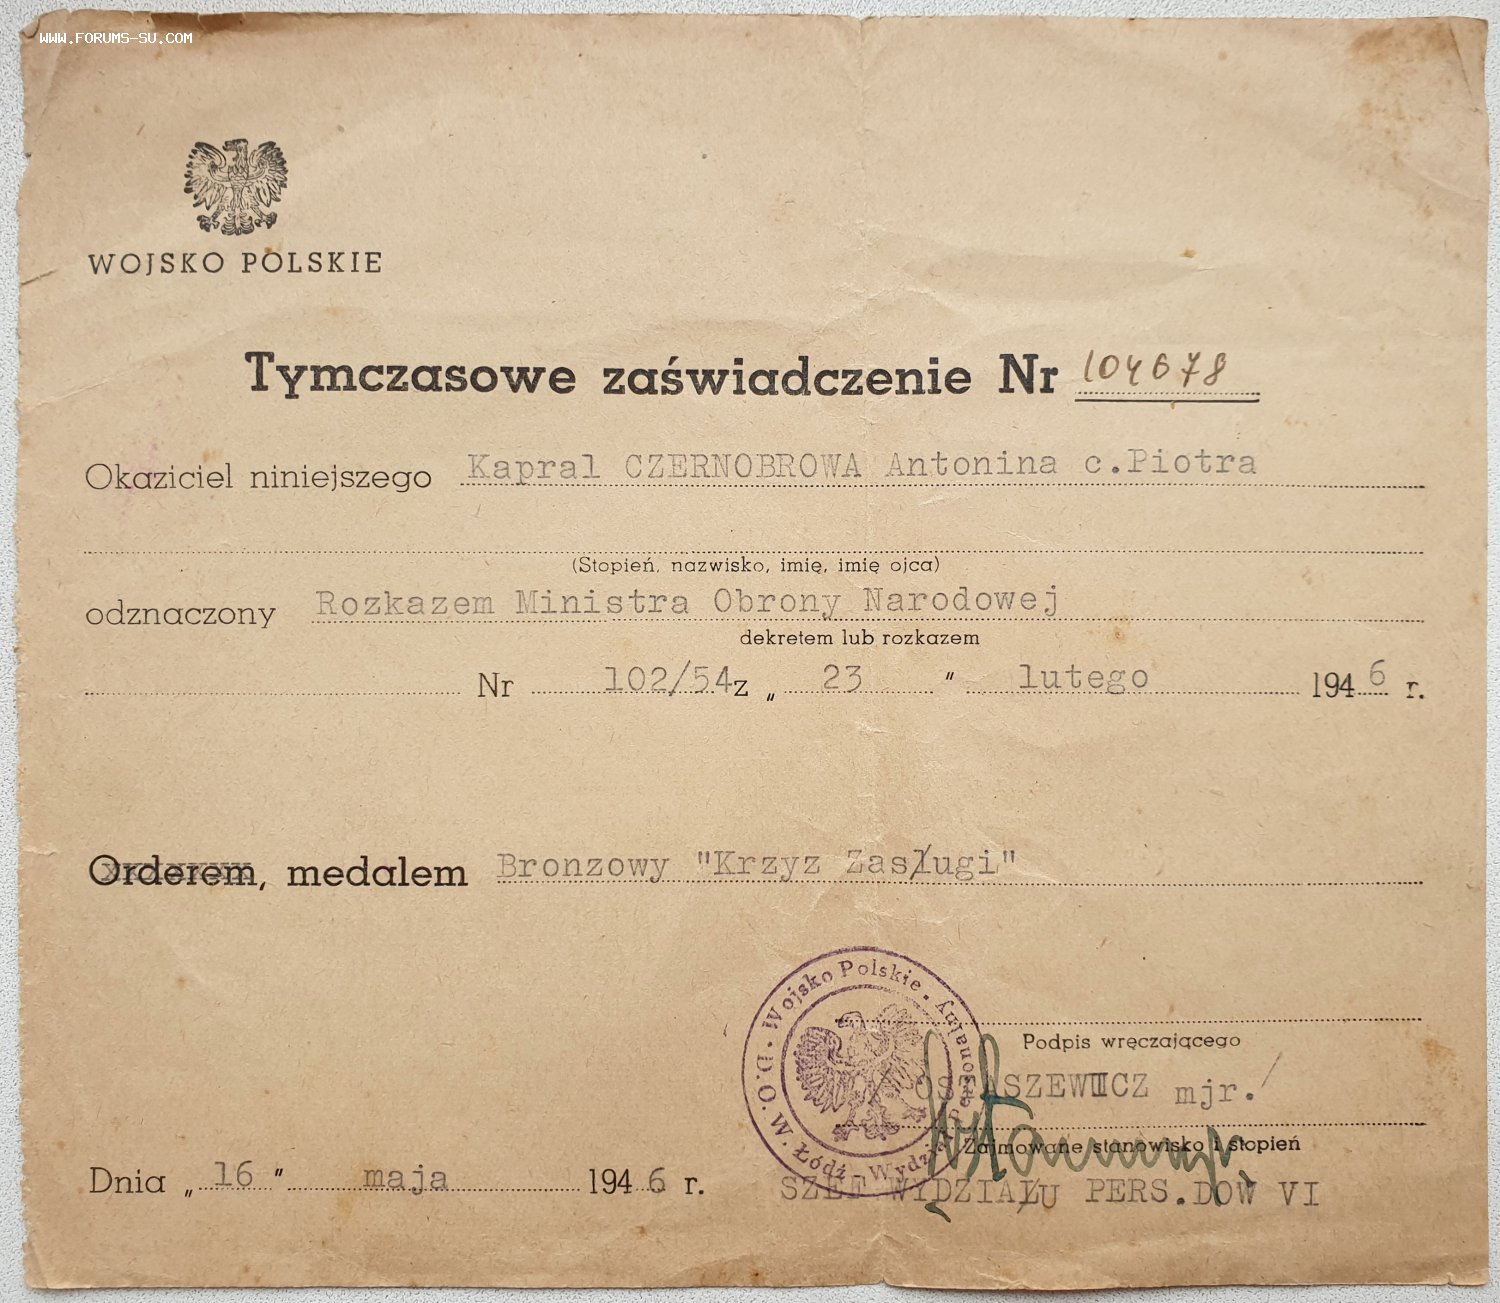 www.forums-su.com
WOJSKO POLSKIE
Tymczasowe zaświadczenie Nr 104678
Okaziciel niniejszego Kapral CZERNOBROWA Antonina c.Piotra
(Stopień, nazwisko, imię, imię ojca)
odznaczony Rozkazem Ministra Obrony Narodowej
dekretem lub rozkazem
Nr 102/54 z „ 23 " lutego 1946 r.
Orderem, medalem Bronzowy "Krzyz Zasługi"
Wojsko Polskie · Personalny
D.O.W. Łódź - Wydział
Podpis wręczającego
mjr./
Zajmowane stanowisko i stopień
Dnia „ 16 " maja 1946 r.
SZEF WYDZIAŁU PERS.DOW VI